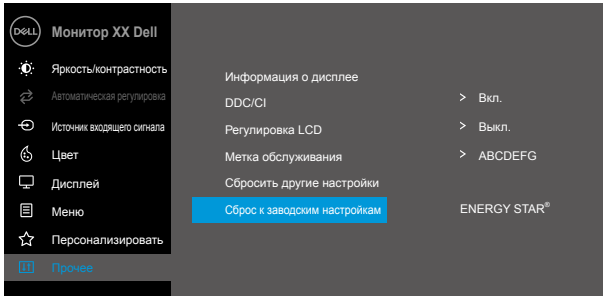 DELL
Монитор XX Dell
Яркость/контрастность
Автоматическая регулировка
Источник входящего сигнала
Цвет
Дисплей
Меню
Персонализировать
Прочее
Информация о дисплее
DDC/CI > Вкл.
Регулировка LCD > Выкл.
Метка обслуживания > ABCDEFG
Сбросить другие настройки
Сброс к заводским настройкам ENERGY STAR®